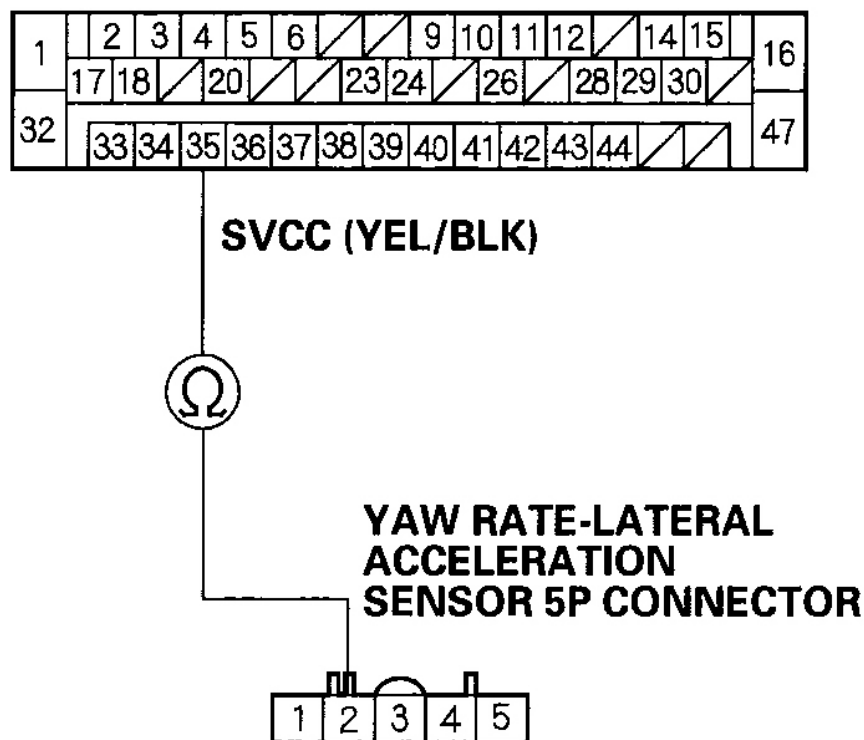 1 2 3 4 5 6 9 10 11 12 14 15 16
17 18 20 23 24 26 28 29 30
32 33 34 35 36 37 38 39 40 41 42 43 44 47
SVCC (YEL/BLK)
Ω
YAW RATE-LATERAL
ACCELERATION
SENSOR 5P CONNECTOR
1 2 3 4 5